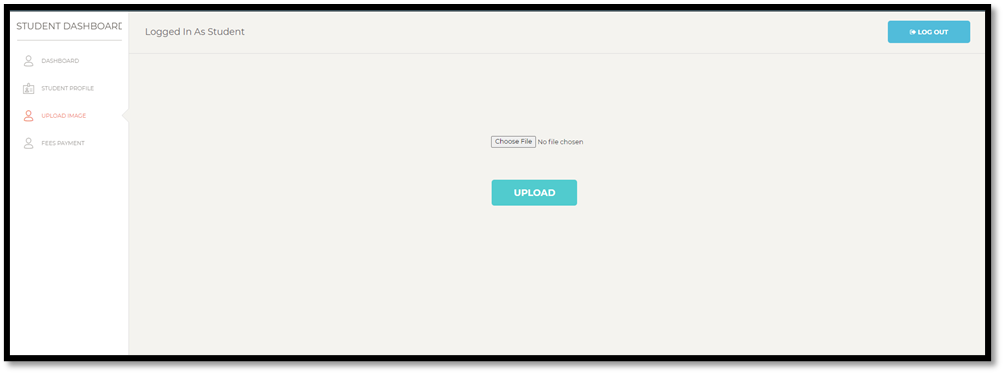 STUDENT DASHBOARD
DASHBOARD
STUDENT PROFILE
UPLOAD IMAGE
FEES PAYMENT
Logged In As Student
LOG OUT
Choose File No file chosen
UPLOAD